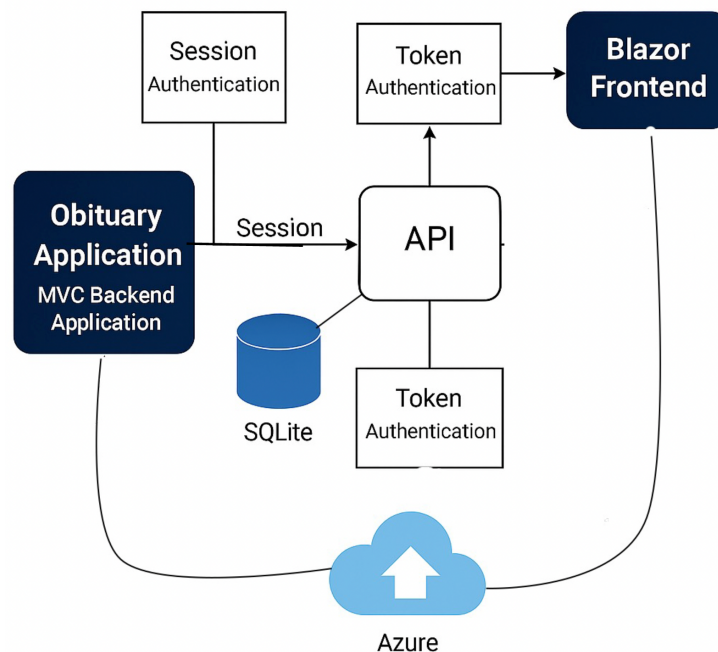 Session
Authentication
Token
Authentication
Blazor
Frontend
Obituary
Application
MVC Backend
Application
Session
API
SQLite
Token
Authentication
Azure